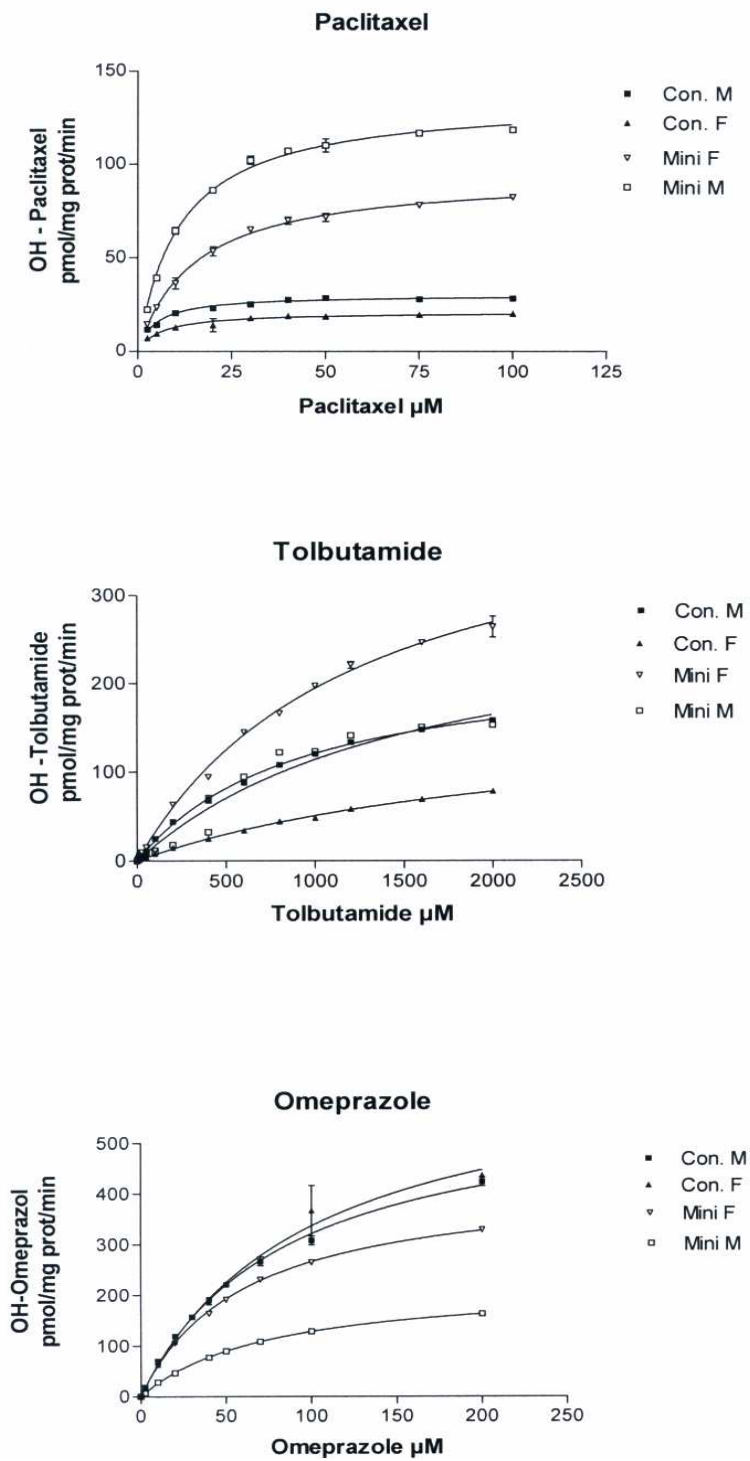 Paclitaxel
OH - Paclitaxel
pmol/mg prot/min
150
100
50
0
0 25 50 75 100 125
Paclitaxel µM
Con. M
Con. F
Mini F
Mini M
Tolbutamide
OH -Tolbutamide
pmol/mg prot/min
300
200
100
0
0 500 1000 1500 2000 2500
Tolbutamide µM
Con. M
Con. F
Mini F
Mini M
Omeprazole
OH-Omeprazol
pmol/mg prot/min
500
400
300
200
100
0
0 50 100 150 200 250
Omeprazole µM
Con. M
Con. F
Mini F
Mini M